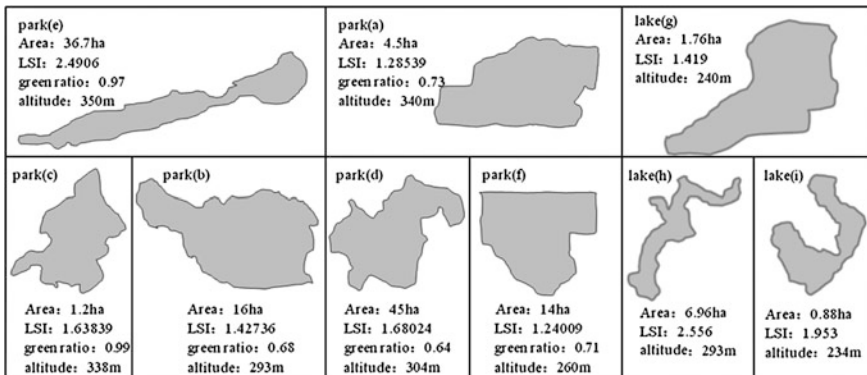 park(e)
Area：36.7ha
LSI：2.4906
green ratio：0.97
altitude：350m
park(a)
Area：4.5ha
LSI：1.28539
green ratio：0.73
altitude：340m
lake(g)
Area：1.76ha
LSI：1.419
altitude：240m
park(c)
Area：1.2ha
LSI：1.63839
green ratio：0.99
altitude：338m
park(b)
Area：16ha
LSI：1.42736
green ratio：0.68
altitude：293m
park(d)
Area：45ha
LSI：1.68024
green ratio：0.64
altitude：304m
park(f)
Area：14ha
LSI：1.24009
green ratio：0.71
altitude：260m
lake(h)
Area：6.96ha
LSI：2.556
altitude：293m
lake(i)
Area：0.88ha
LSI：1.953
altitude：234m